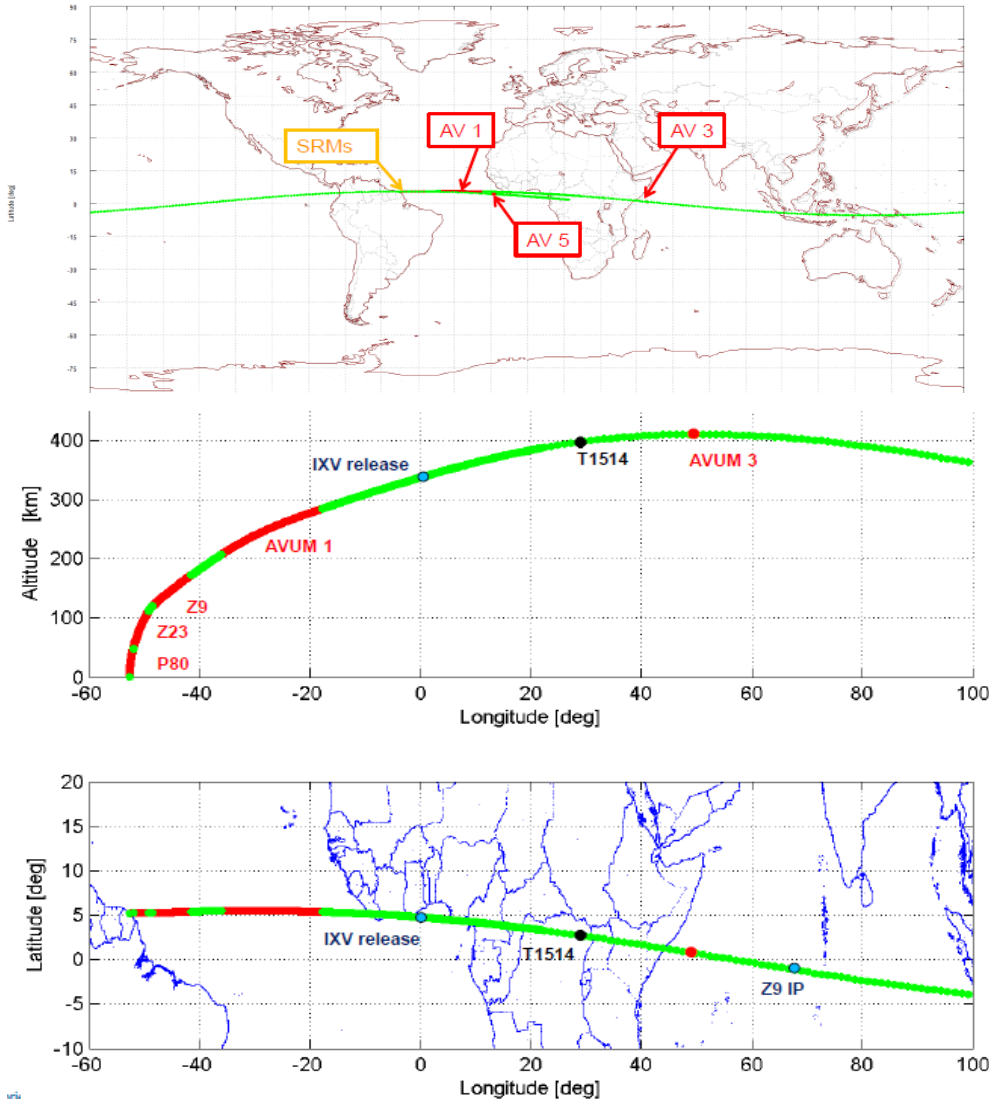 90
75
60
45
30
15
0
-15
-30
-45
-60
-75
Latitude [deg]
SRMs
AV 1
AV 3
AV 5
400
300
200
100
0
Altitude [km]
IXV release
T1514
AVUM 3
AVUM 1
Z9
Z23
P80
-60 -40 -20 0 20 40 60 80 100
Longitude [deg]
20
15
10
5
0
-5
-10
Latitude [deg]
IXV release
T1514
Z9 IP
-60 -40 -20 0 20 40 60 80 100
Longitude [deg]